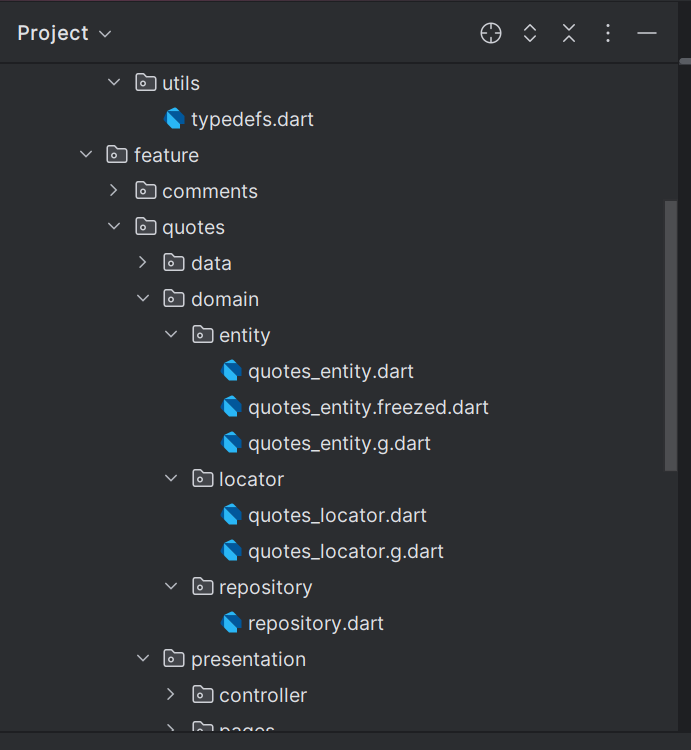 Project
utils
typedefs.dart
feature
comments
quotes
data
domain
entity
quotes_entity.dart
quotes_entity.freezed.dart
quotes_entity.g.dart
locator
quotes_locator.dart
quotes_locator.g.dart
repository
repository.dart
presentation
controller
pages